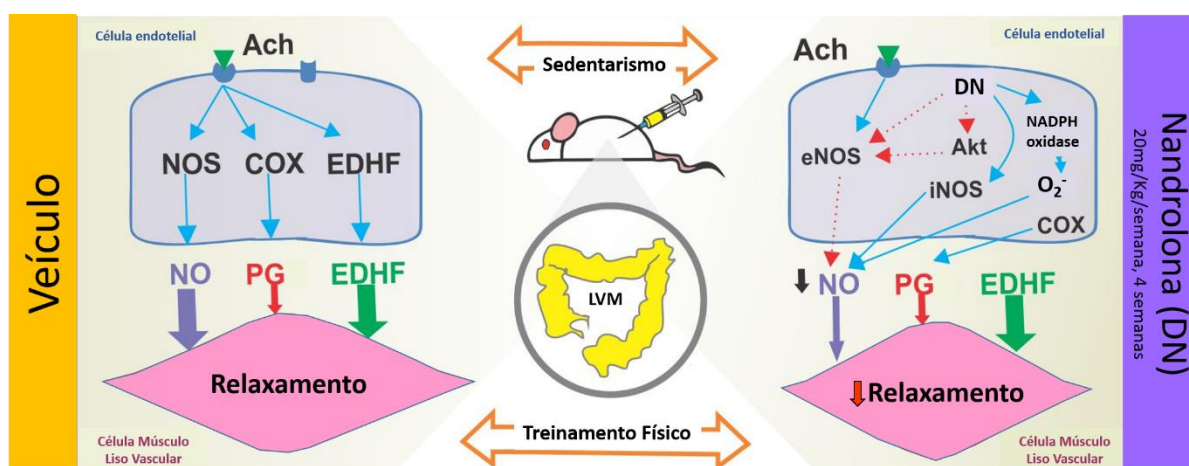 Veículo
Célula endotelial
Ach
NOS COX EDHF
NO PG EDHF
Relaxamento
Célula Músculo
Liso Vascular
Sedentarismo
LVM
Treinamento Físico
Célula endotelial
Ach
DN
NADPH
oxidase
eNOS
Akt
iNOS
O₂⁻
COX
NO PG EDHF
Relaxamento
Célula Músculo
Liso Vascular
Nandrolona (DN)
20mg/Kg/semana, 4 semanas